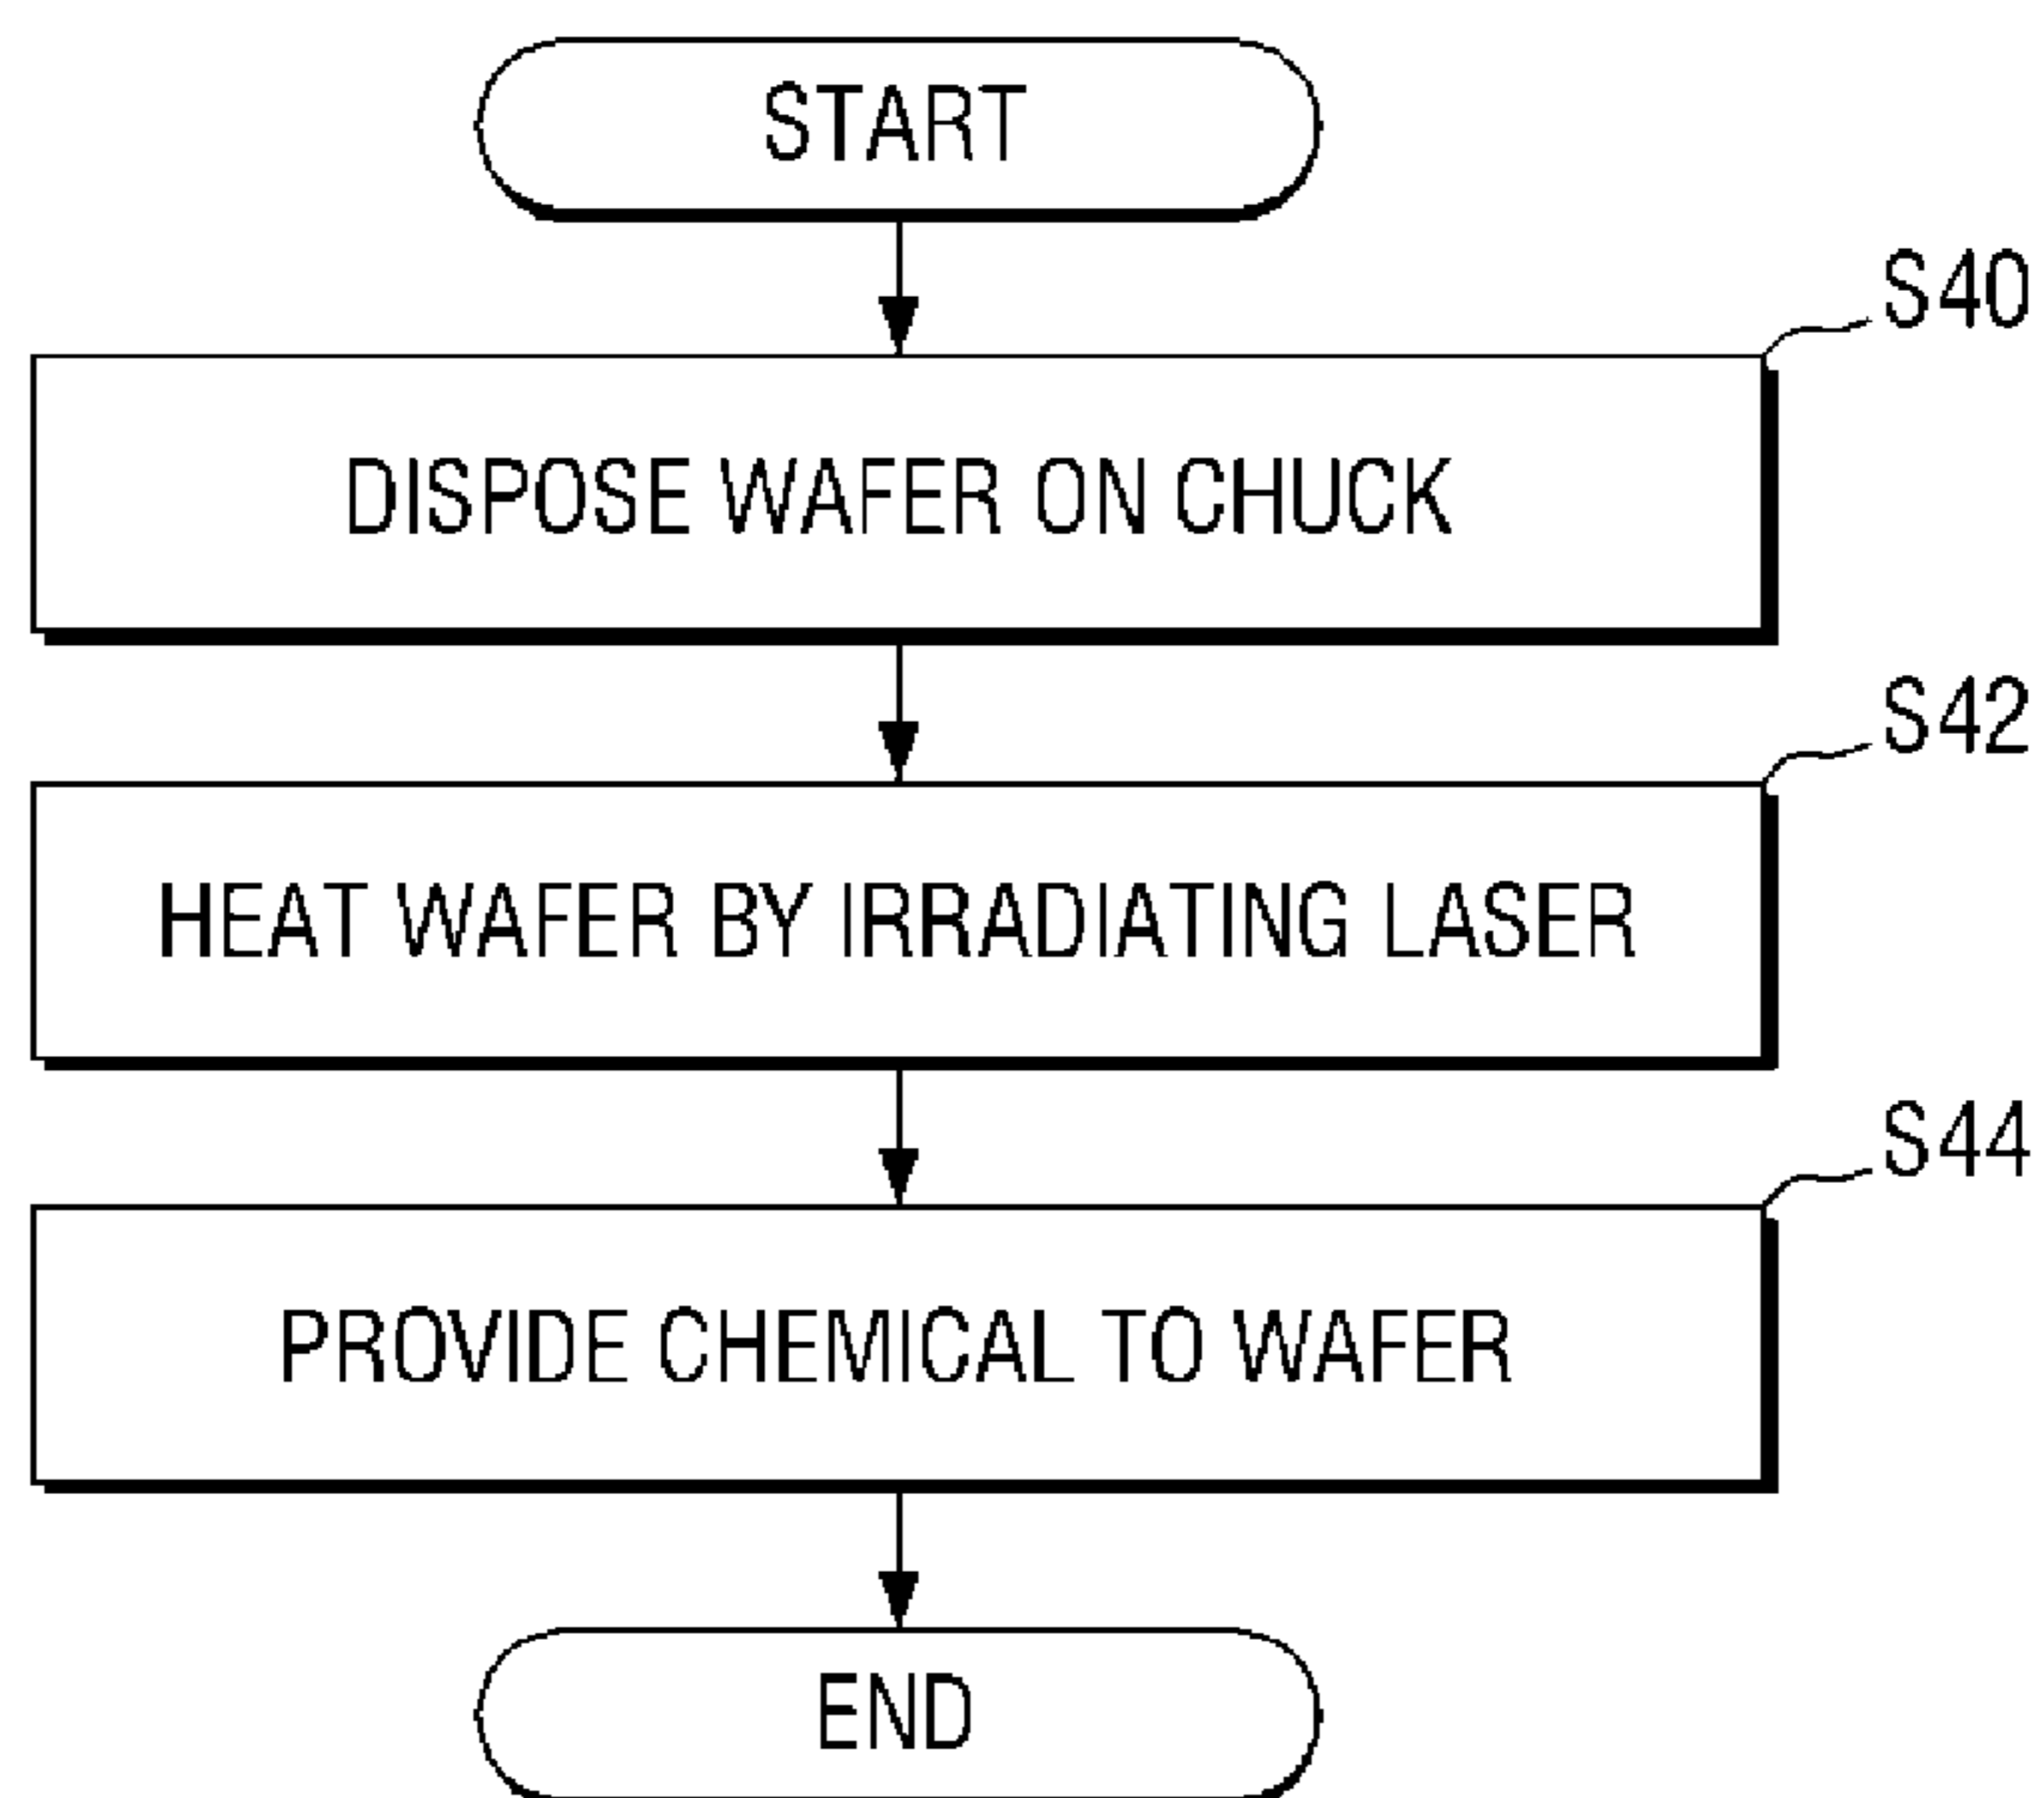 START
S40
DISPOSE WAFER ON CHUCK
S42
HEAT WAFER BY IRRADIATING LASER
S44
PROVIDE CHEMICAL TO WAFER
END